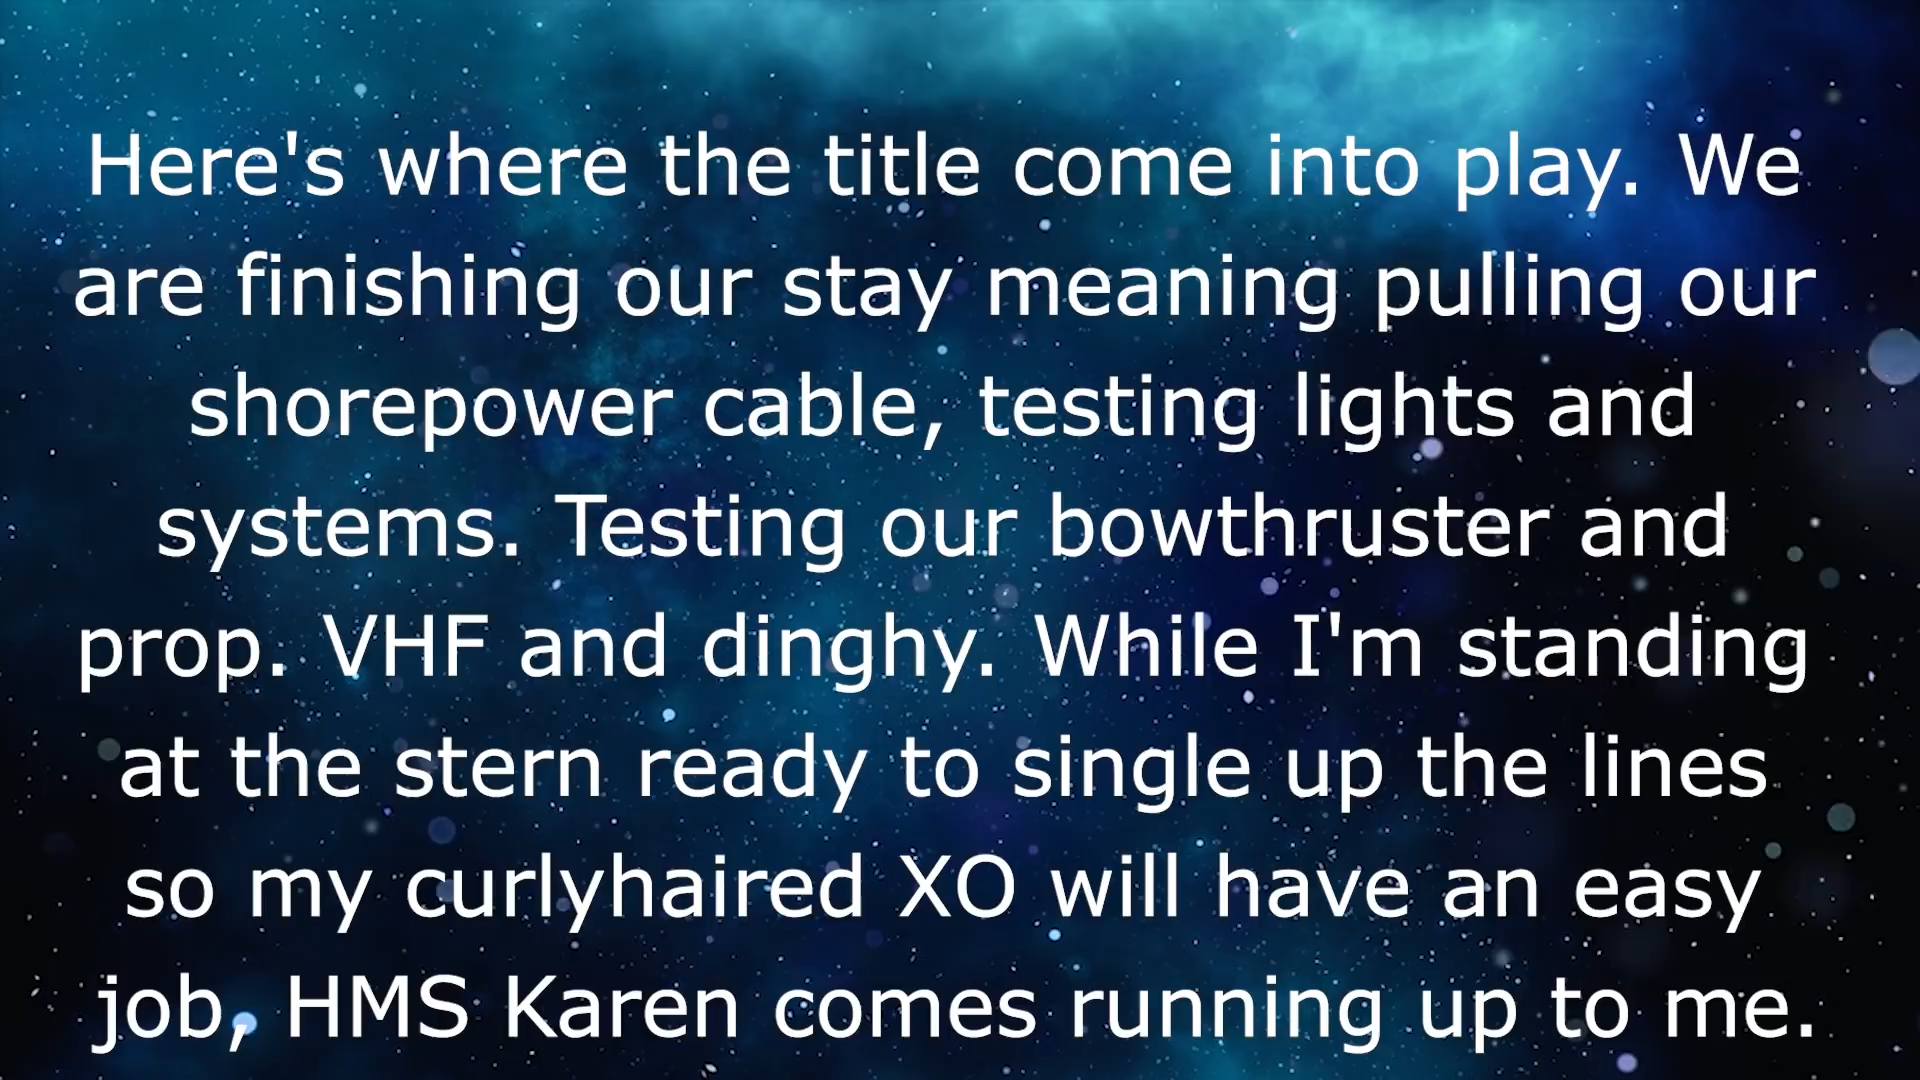 Here's where the title come into play. We
are finishing our stay meaning pulling our
shorepower cable, testing lights and
systems. Testing our bowthruster and
prop. VHF and dinghy. While I'm standing
at the stern ready to single up the lines
so my curlyhaired XO will have an easy
job, HMS Karen comes running up to me.